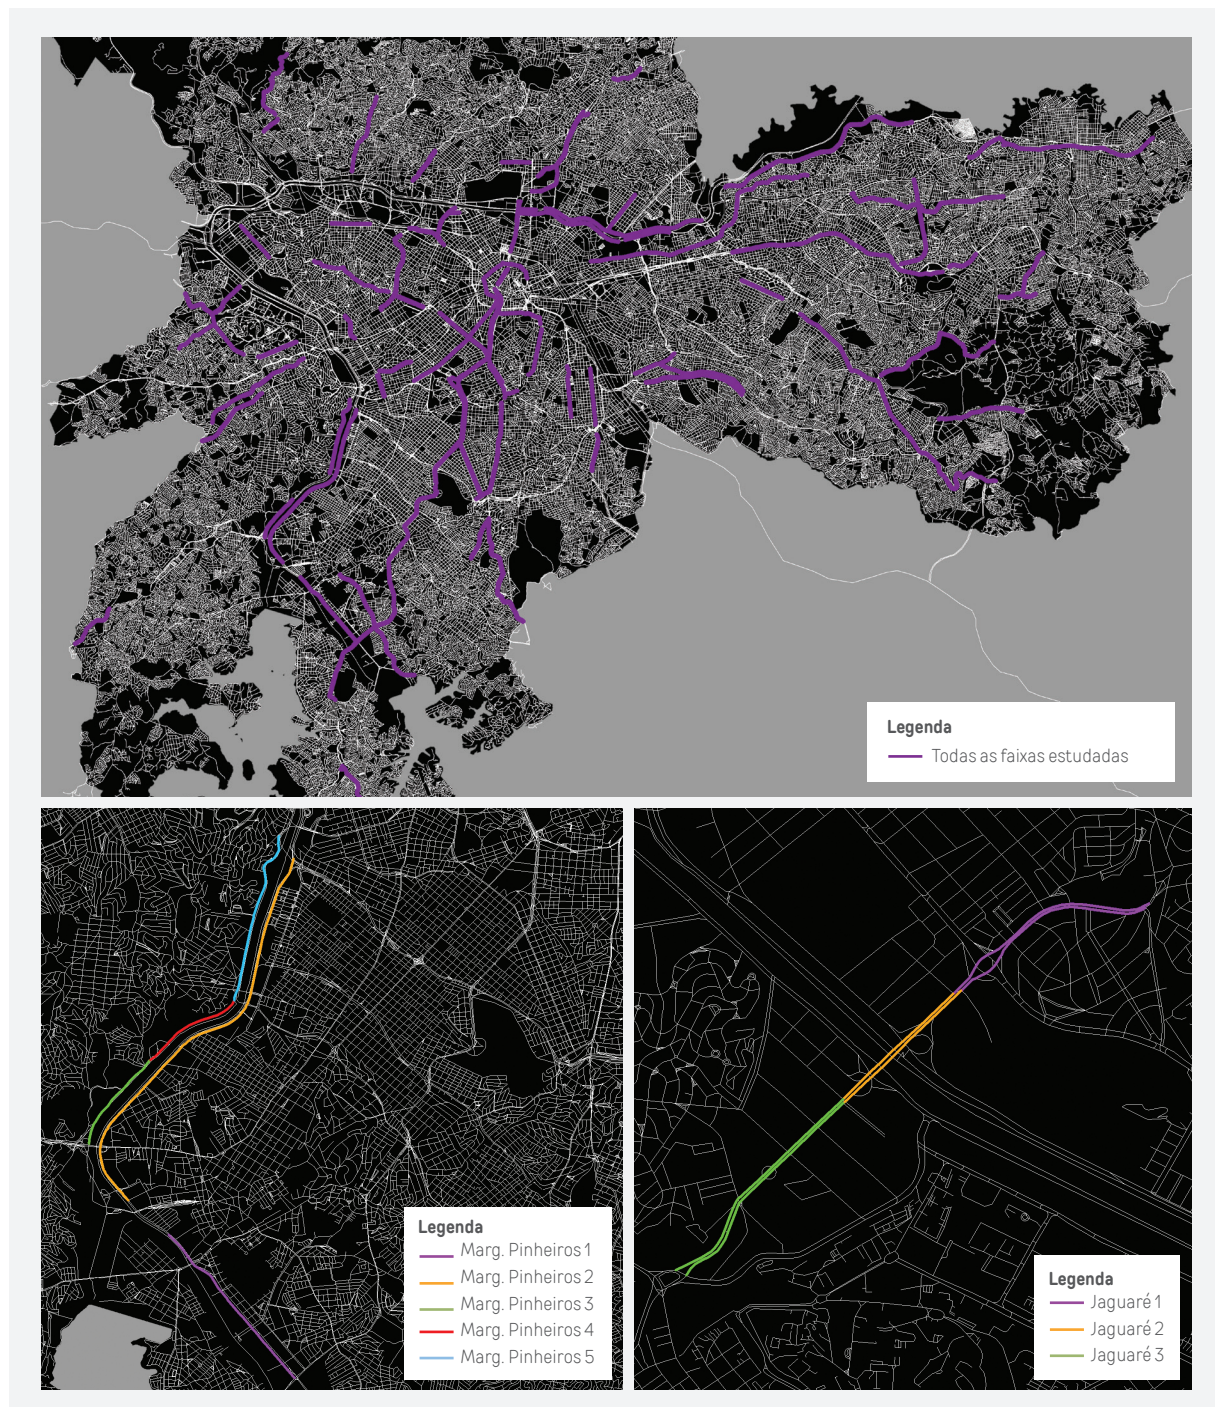 Legenda
Todas as faixas estudadas
Legenda
Marg. Pinheiros 1
Marg. Pinheiros 2
Marg. Pinheiros 3
Marg. Pinheiros 4
Marg. Pinheiros 5
Legenda
Jaguaré 1
Jaguaré 2
Jaguaré 3